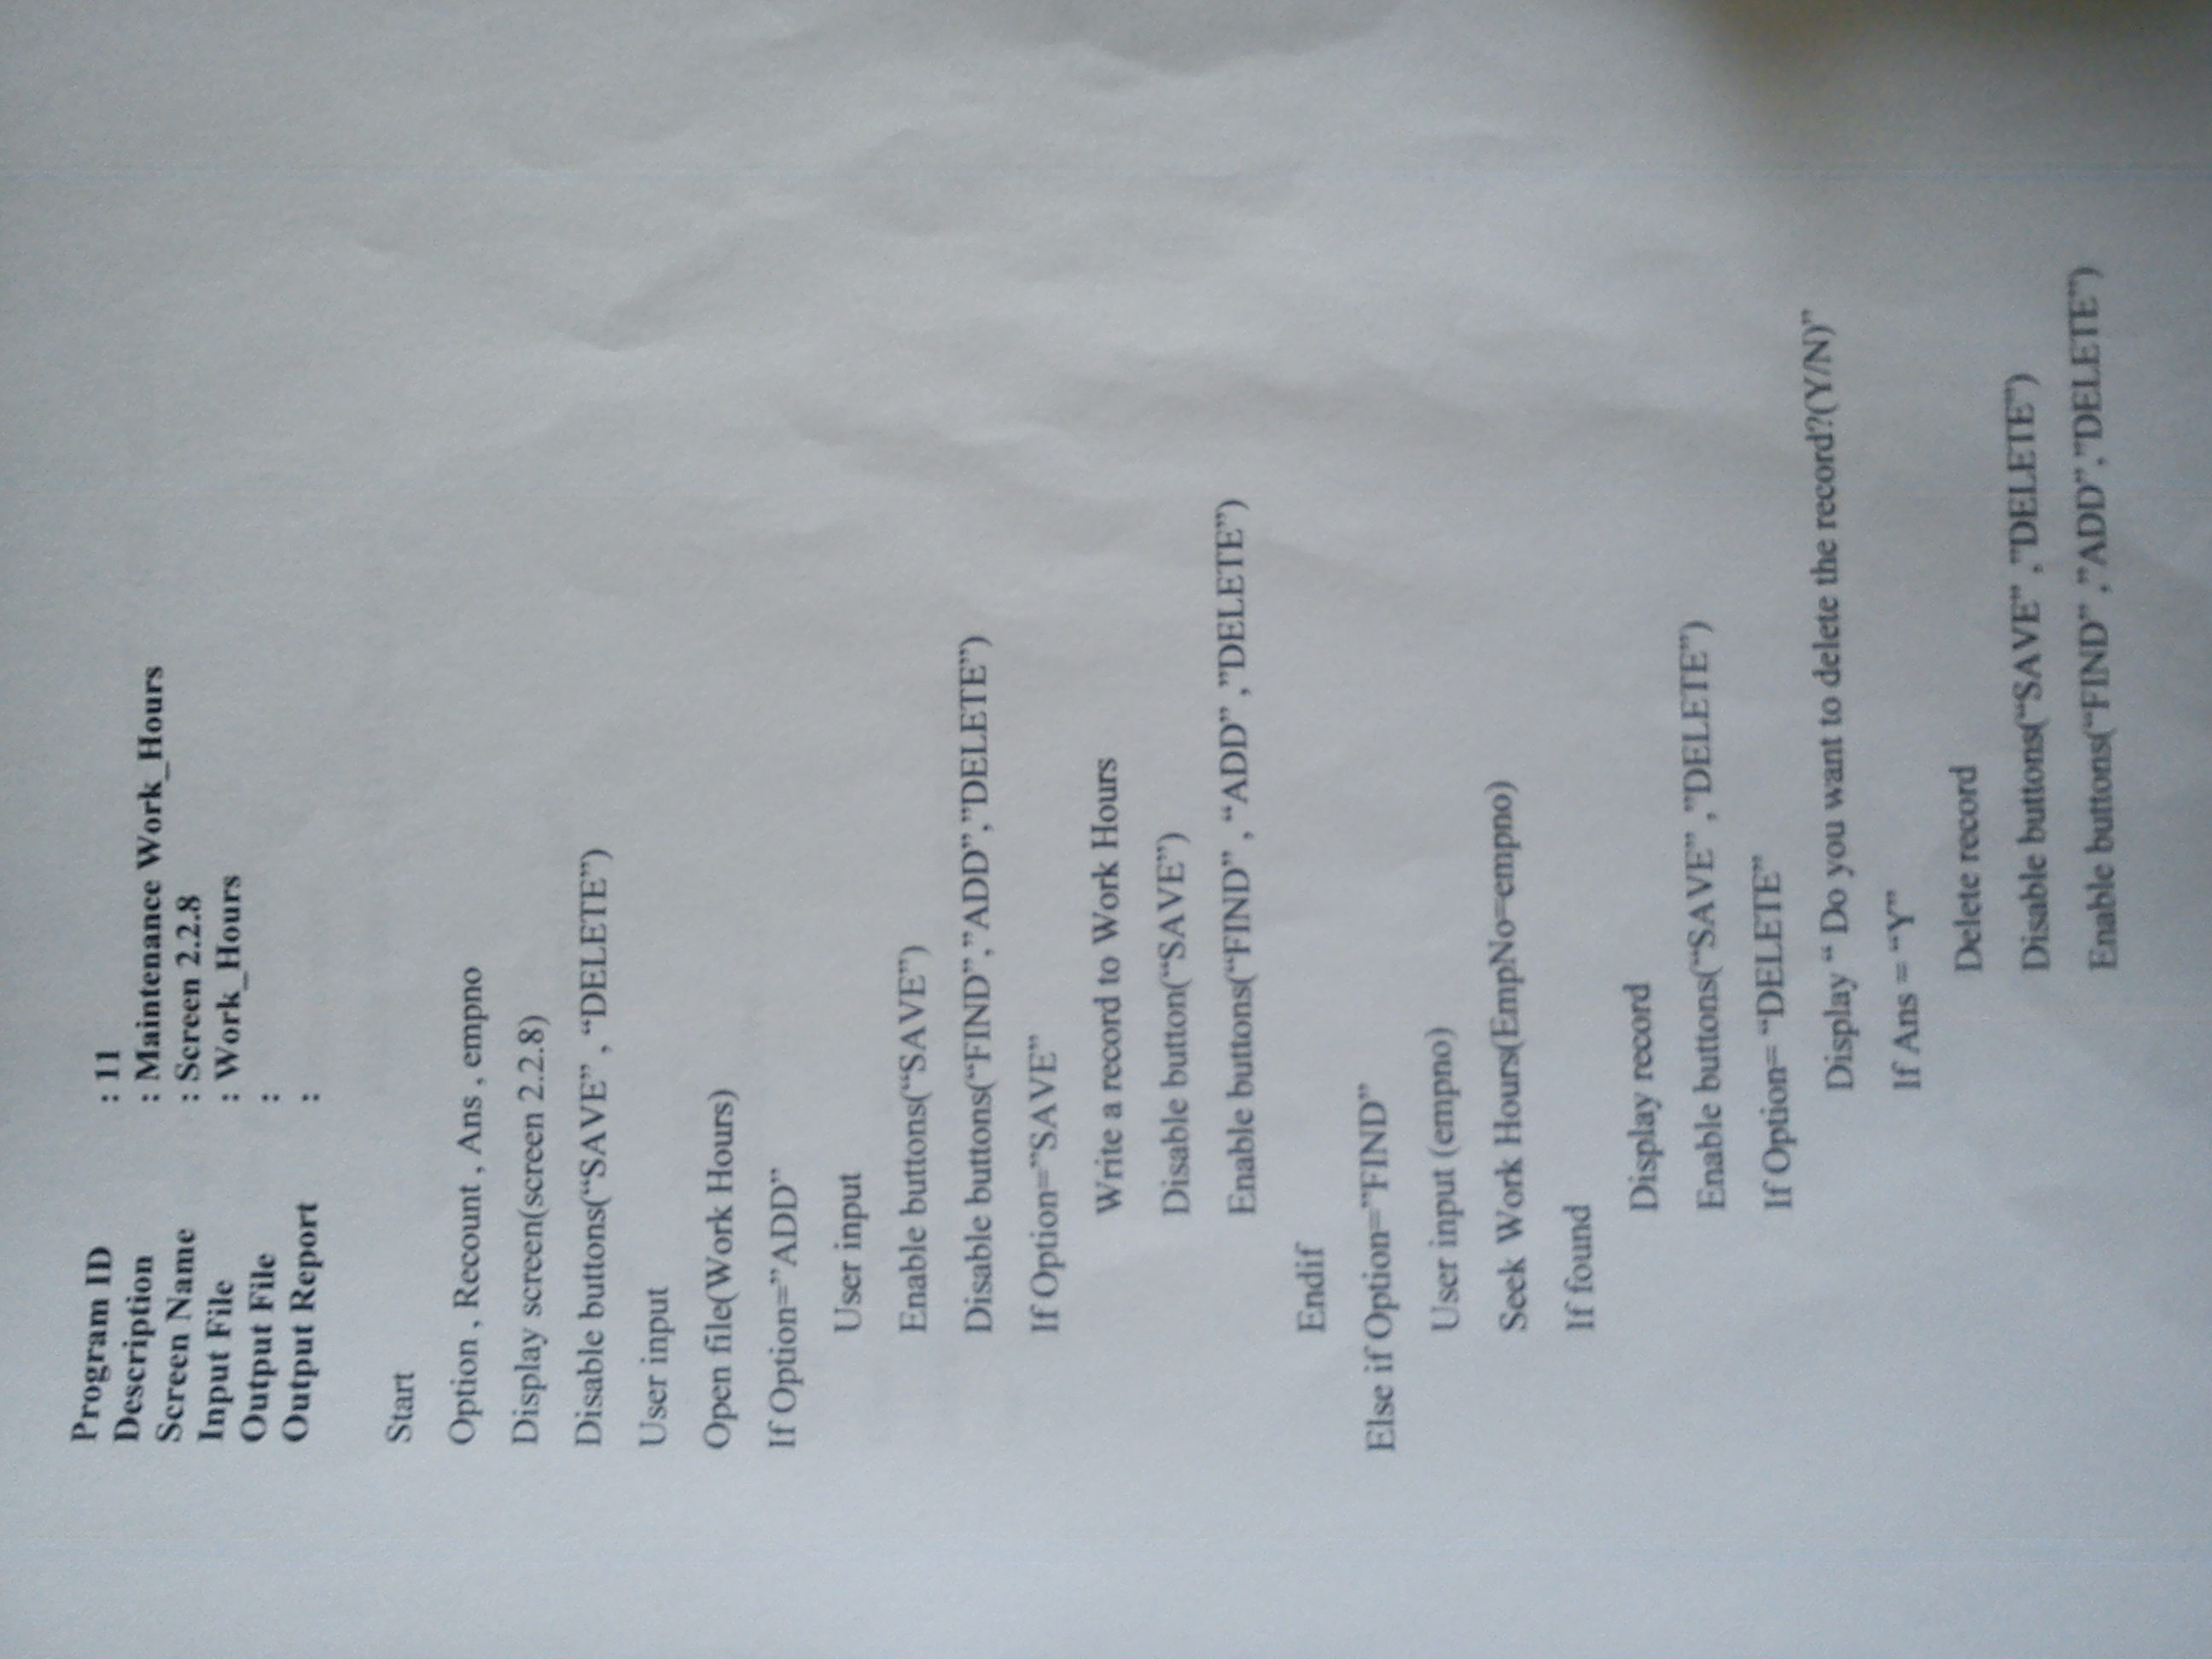 Program ID : 11
Description : Maintenance Work_Hours
Screen Name : Screen 2.2.8
Input File : Work_Hours
Output File :
Output Report :
Start
Option , Reccount , Ans , empno
Display screen(screen 2.2.8)
Disable buttons(“SAVE” , “DELETE”)
User input
Open file(Work Hours)
If Option=”ADD”
User input
Enable buttons(“SAVE”)
Disable buttons(“FIND”,”ADD”,”DELETE”)
If Option=”SAVE”
Write a record to Work Hours
Disable button(“SAVE”)
Enable buttons(“FIND” , “ADD” ,”DELETE”)
Endif
Else if Option=”FIND”
User input (empno)
Seek Work Hours(EmpNo=empno)
If found
Display record
Enable buttons(“SAVE” ,”DELETE”)
If Option= “DELETE”
Display “ Do you want to delete the record?(Y/N)”
If Ans = “Y”
Delete record
Disable buttons(“SAVE” ,”DELETE”)
Enable buttons(“FIND” ,”ADD”,”DELETE”)